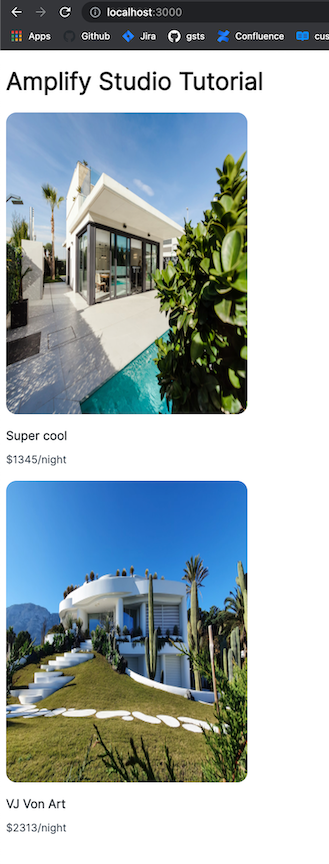 localhost:3000
Apps Github Jira gsts Confluence cus
Amplify Studio Tutorial
Super cool
$1345/night
VJ Von Art
$2313/night